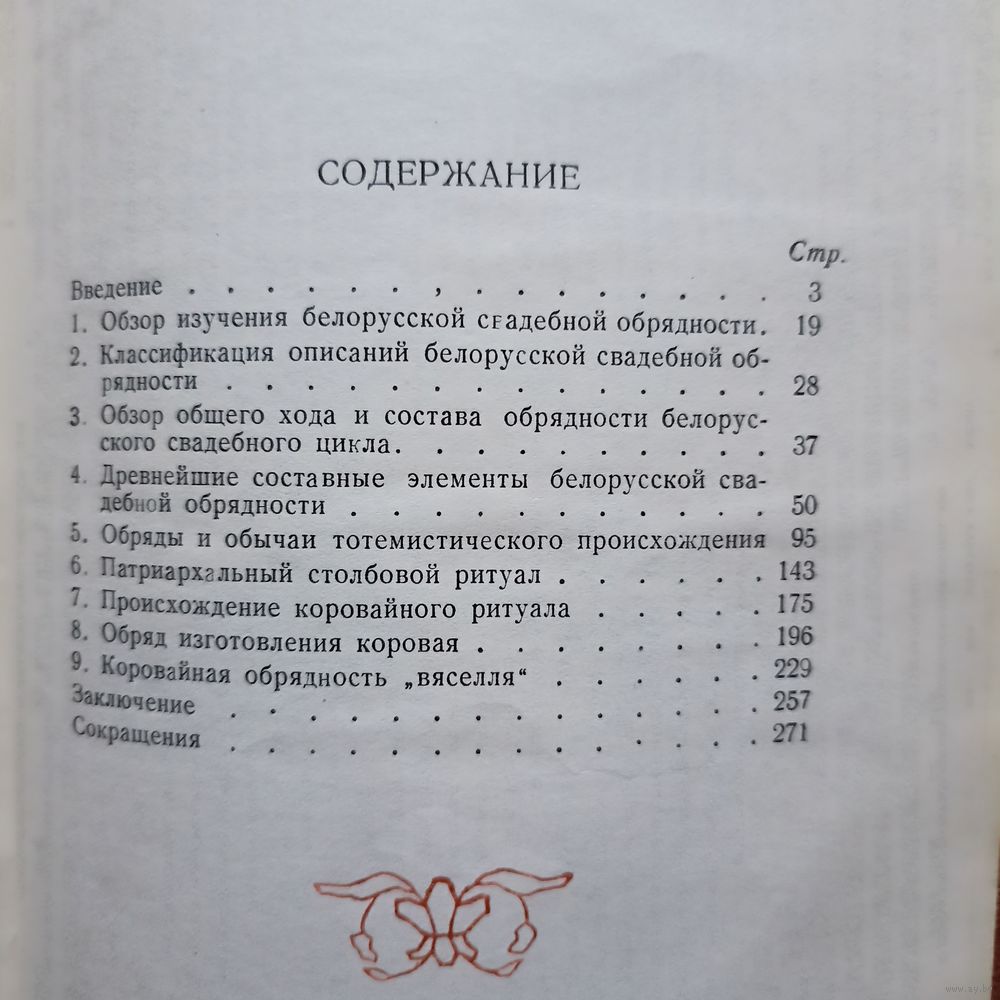 СОДЕРЖАНИЕ
Стр.
Введение . . . . . , . . . . . . . . . 3
1. Обзор изучения белорусской свадебной обрядности. 19
2. Классификация описаний белорусской свадебной об-
рядности . . . . . . . . . . . . . . 28
3. Обзор общего хода и состава обрядности белорус-
ского свадебного цикла. . . . . . . . . . 37
4. Древнейшие составные элементы белорусской сва-
дебной обрядности . . . . . . . . . . . 50
5. Обряды и обычаи тотемистического происхождения 95
6. Патриархальный столбовой ритуал . . . . . . 143
7. Происхождение коровайного ритуала . . . . . 175
8. Обряд изготовления коровая . . . . . . . . 196
9. Коровайная обрядность „вяселля“ . . . . . . 229
Заключение . . . . . . . . . . . . . . 257
Сокращения . . . . . . . . . . . . . . 271